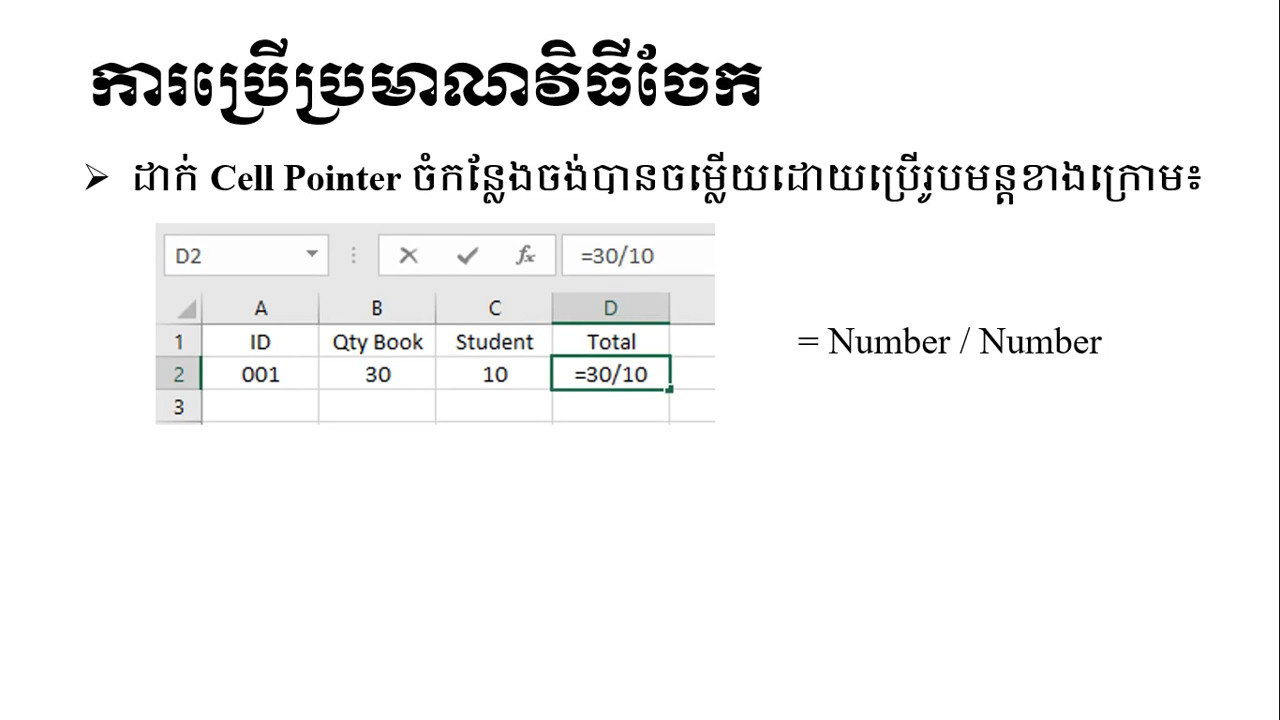 ការប្រើប្រមាណវិធីចែក
➢ ដាក់ Cell Pointer ចំកន្លែងចង់បានចម្លើយដោយប្រើរូបមន្តខាងក្រោម៖
D2 fx =30/10
A B C D
1 ID Qty Book Student Total
2 001 30 10 =30/10
3
= Number / Number